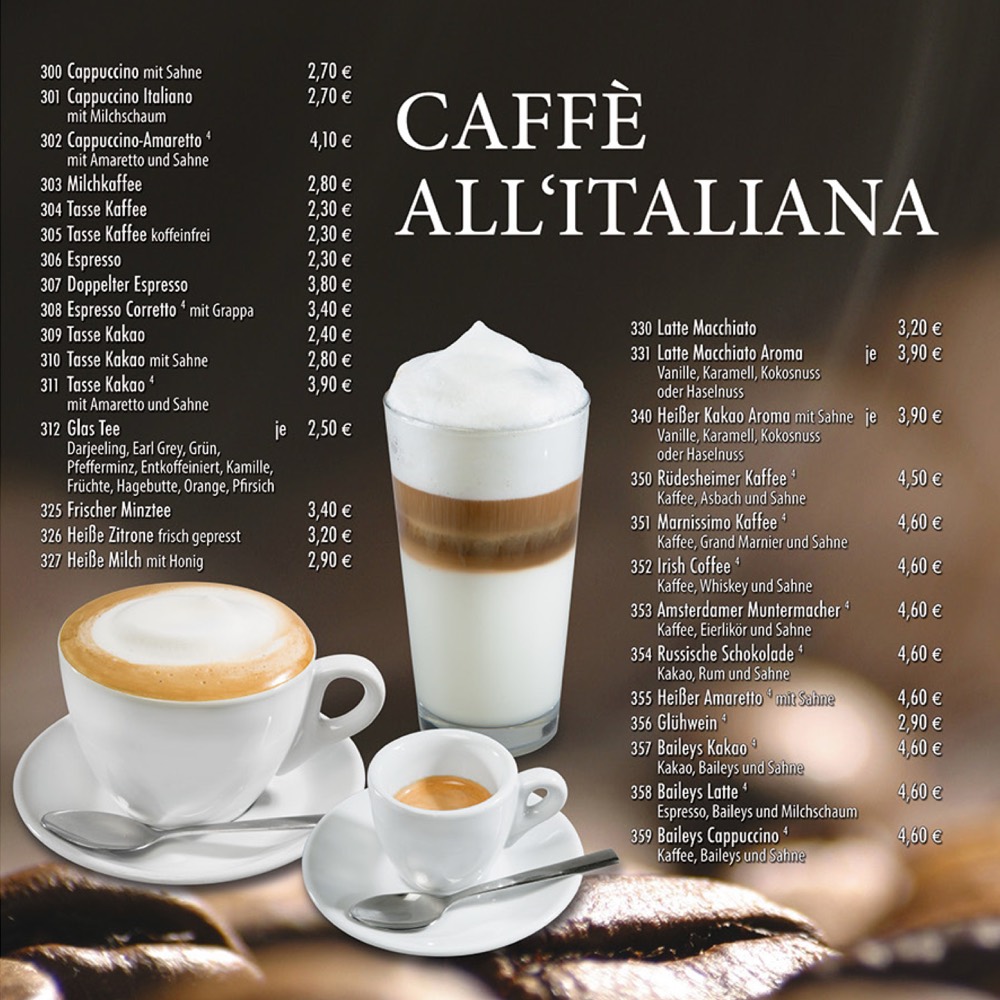 CAFFÈ
ALL‘ITALIANA
300 Cappuccino mit Sahne 2,70 €
301 Cappuccino Italiano 2,70 €
mit Milchschaum
302 Cappuccino-Amaretto 4 4,10 €
mit Amaretto und Sahne
303 Milchkaffee 2,80 €
304 Tasse Kaffee 2,30 €
305 Tasse Kaffee koffeinfrei 2,30 €
306 Espresso 2,30 €
307 Doppelter Espresso 3,80 €
308 Espresso Corretto 4 mit Grappa 3,40 €
309 Tasse Kakao 2,40 €
310 Tasse Kakao mit Sahne 2,80 €
311 Tasse Kakao 4 3,90 €
mit Amaretto und Sahne
312 Glas Tee je 2,50 €
Darjeeling, Earl Grey, Grün,
Pfefferminz, Entkoffeiniert, Kamille,
Früchte, Hagebutte, Orange, Pfirsich
325 Frischer Minztee 3,40 €
326 Heiße Zitrone frisch gepresst 3,20 €
327 Heiße Milch mit Honig 2,90 €
330 Latte Macchiato 3,20 €
331 Latte Macchiato Aroma je 3,90 €
Vanille, Karamell, Kokosnuss
oder Haselnuss
340 Heißer Kakao Aroma mit Sahne je 3,90 €
Vanille, Karamell, Kokosnuss
oder Haselnuss
350 Rüdesheimer Kaffee 4 4,50 €
Kaffee, Asbach und Sahne
351 Marnissimo Kaffee 4 4,60 €
Kaffee, Grand Marnier und Sahne
352 Irish Coffee 4 4,60 €
Kaffee, Whiskey und Sahne
353 Amsterdamer Muntermacher 4 4,60 €
Kaffee, Eierlikör und Sahne
354 Russische Schokolade 4 4,60 €
Kakao, Rum und Sahne
355 Heißer Amaretto 4 mit Sahne 4,60 €
356 Glühwein 4 2,90 €
357 Baileys Kakao 4 4,60 €
Kakao, Baileys und Sahne
358 Baileys Latte 4 4,60 €
Espresso, Baileys und Milchschaum
359 Baileys Cappuccino 4 4,60 €
Kaffee, Baileys und Sahne